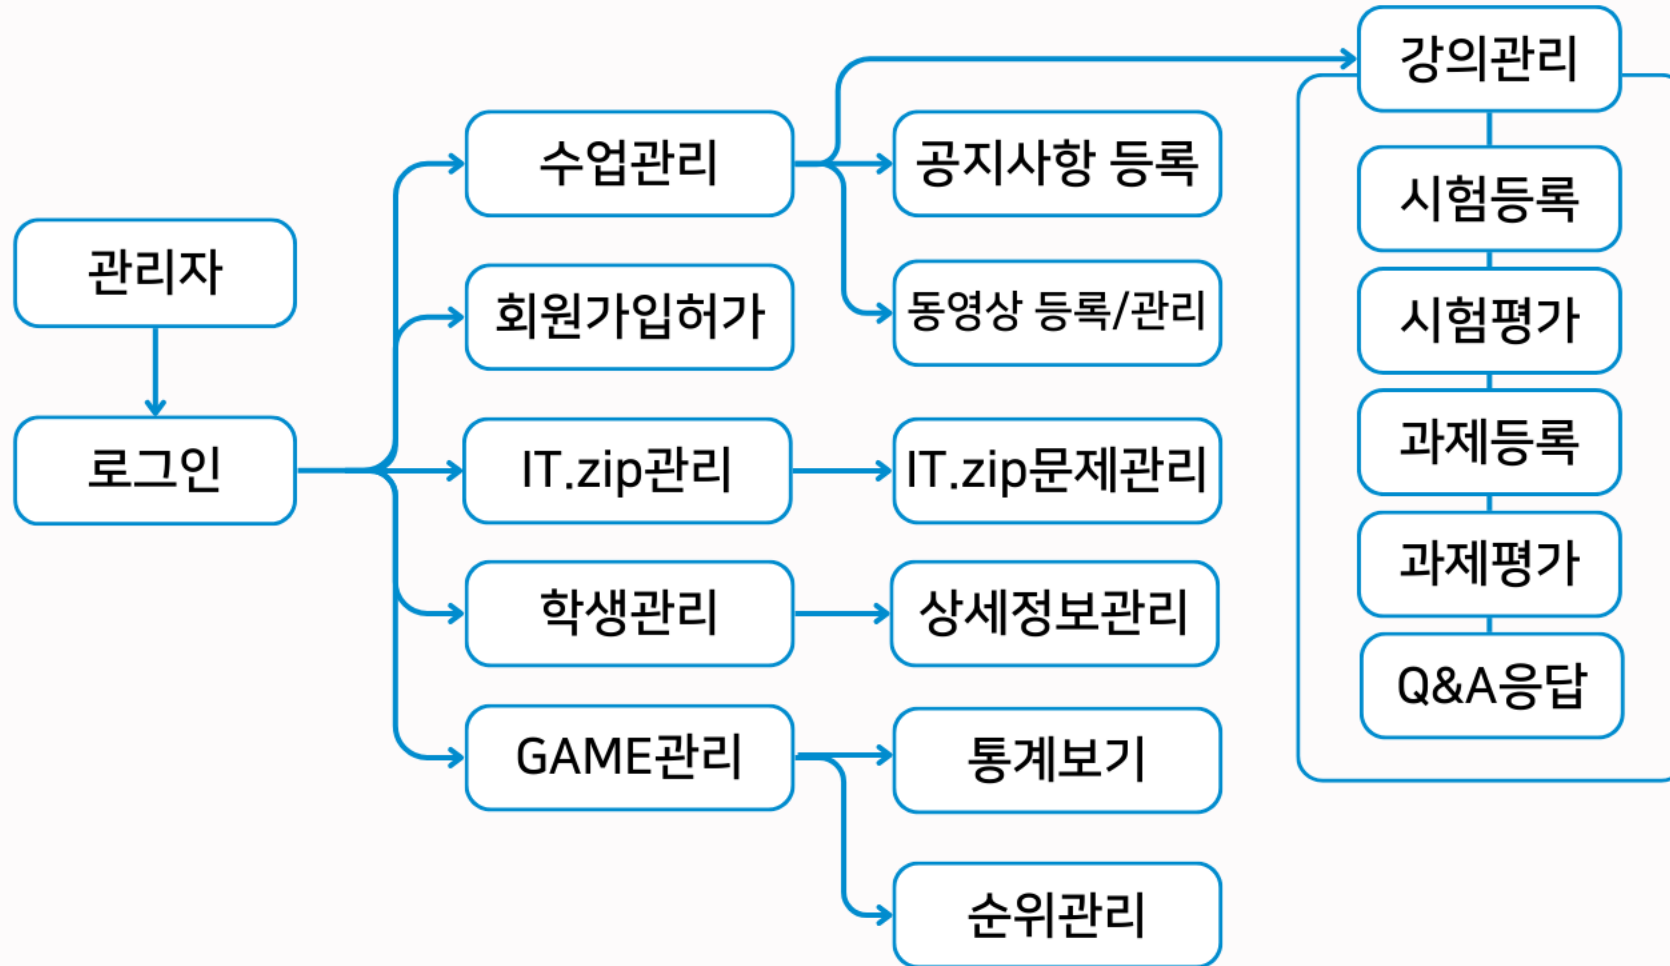 관리자
로그인
수업관리
회원가입허가
IT.zip관리
학생관리
GAME관리
공지사항 등록
동영상 등록/관리
IT.zip문제관리
상세정보관리
통계보기
순위관리
강의관리
시험등록
시험평가
과제등록
과제평가
Q&A응답